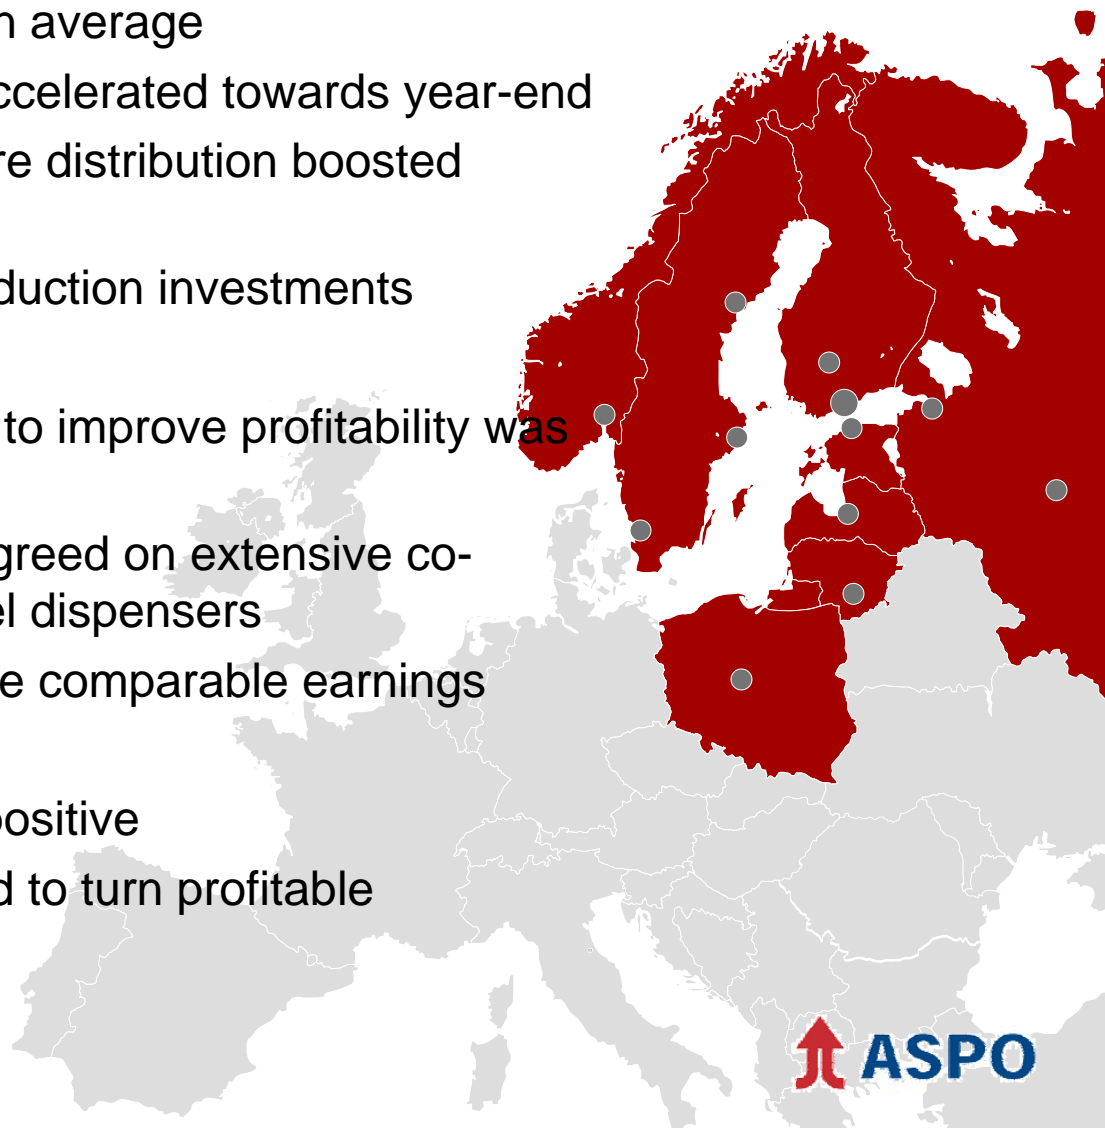 n average
ccelerated towards year-end
re distribution boosted
duction investments
to improve profitability was
greed on extensive co-
el dispensers
e comparable earnings
positive
d to turn profitable
ASPO